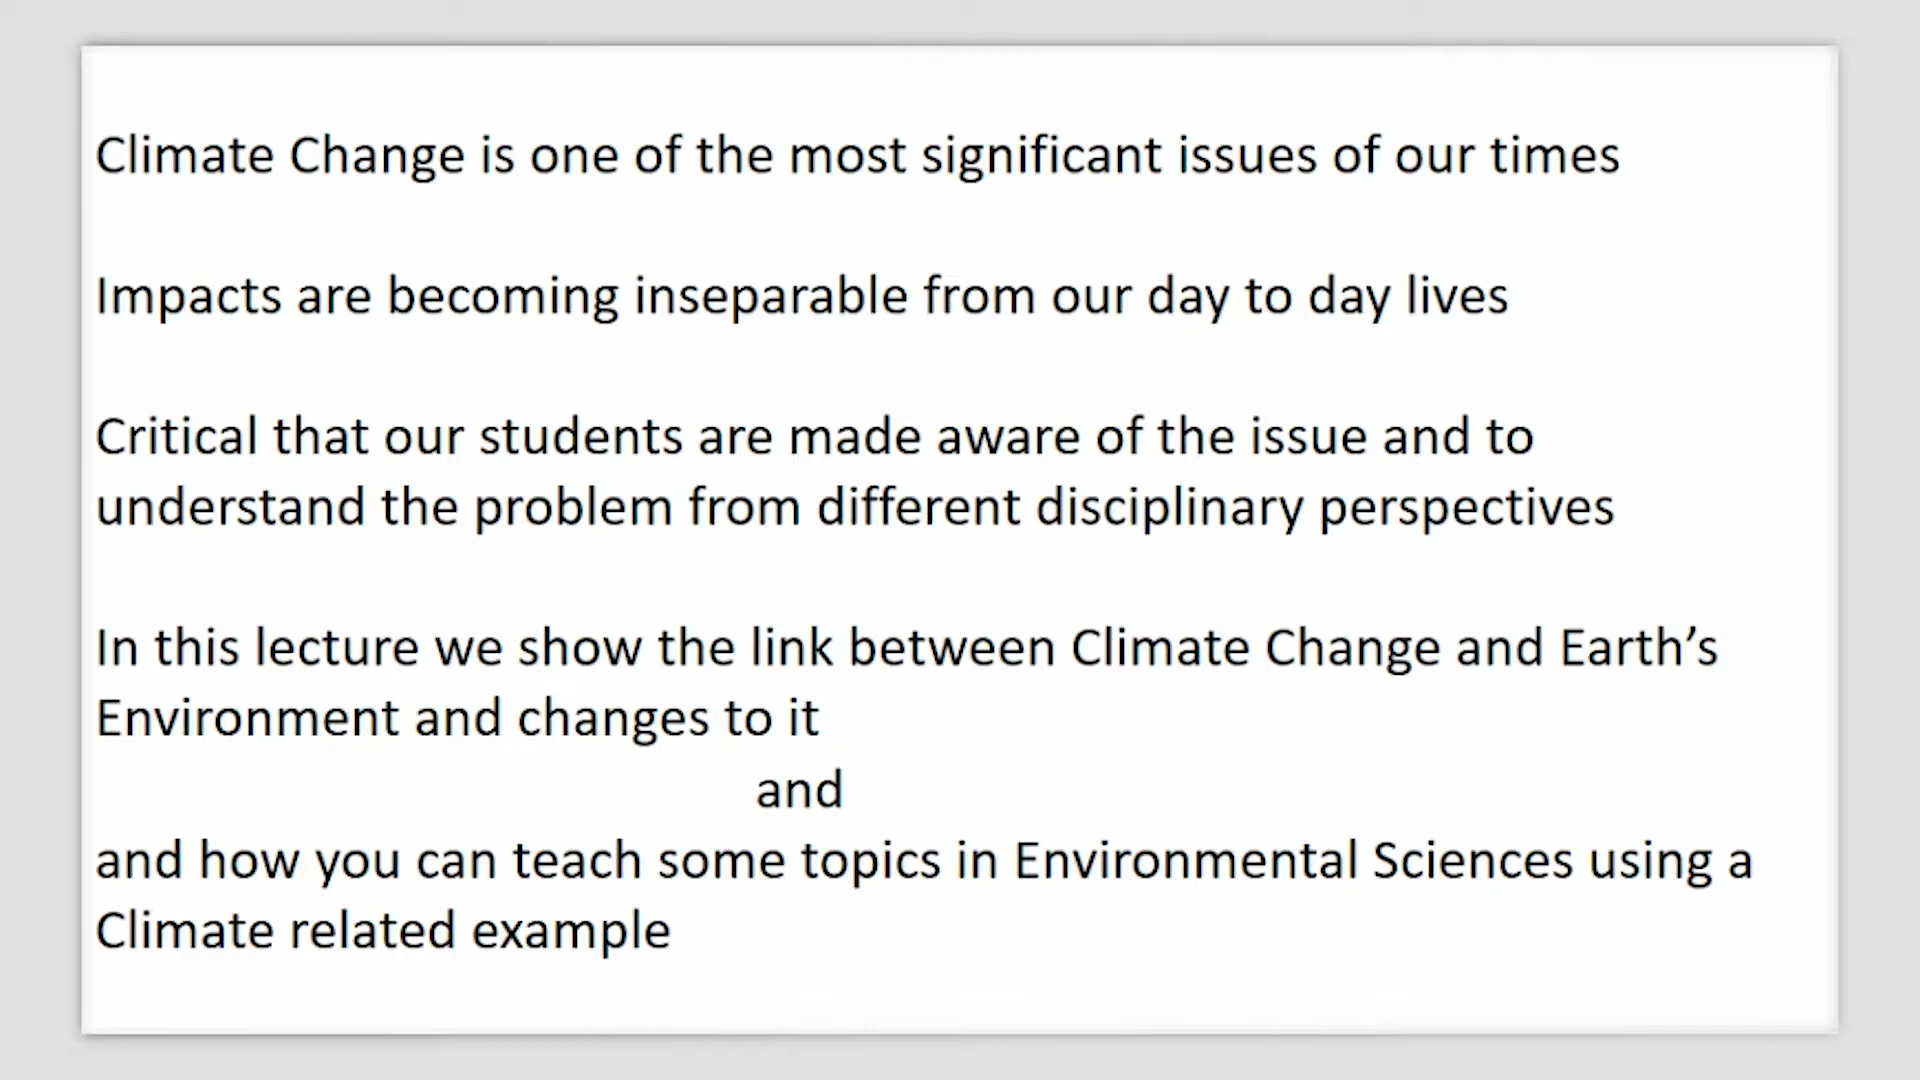 Climate Change is one of the most significant issues of our times
Impacts are becoming inseparable from our day to day lives
Critical that our students are made aware of the issue and to
understand the problem from different disciplinary perspectives
In this lecture we show the link between Climate Change and Earth’s
Environment and changes to it
and
and how you can teach some topics in Environmental Sciences using a
Climate related example